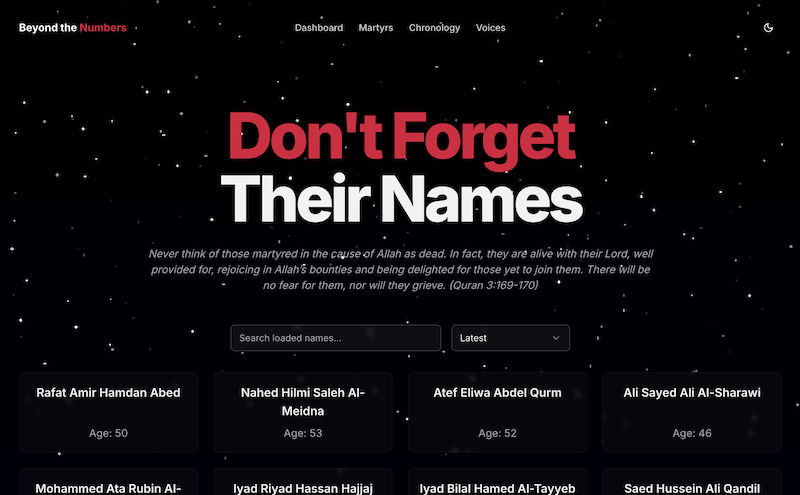 Beyond the Numbers
Dashboard Martyrs Chronology Voices
Don't Forget
Their Names
Never think of those martyred in the cause of Allah as dead. In fact, they are alive with their Lord, well
provided for, rejoicing in Allah's bounties and being delighted for those yet to join them. There will be
no fear for them, nor will they grieve. (Quran 3:169-170)
Search loaded names...
Latest
Rafat Amir Hamdan Abed
Age: 50
Nahed Hilmi Saleh Al-
Meidna
Age: 53
Atef Eliwa Abdel Qurm
Age: 52
Ali Sayed Ali Al-Sharawi
Age: 46
Mohammed Ata Rubin Al-
Iyad Riyad Hassan Hajjaj
Iyad Bilal Hamed Al-Tayyeb
Saed Hussein Ali Qandil